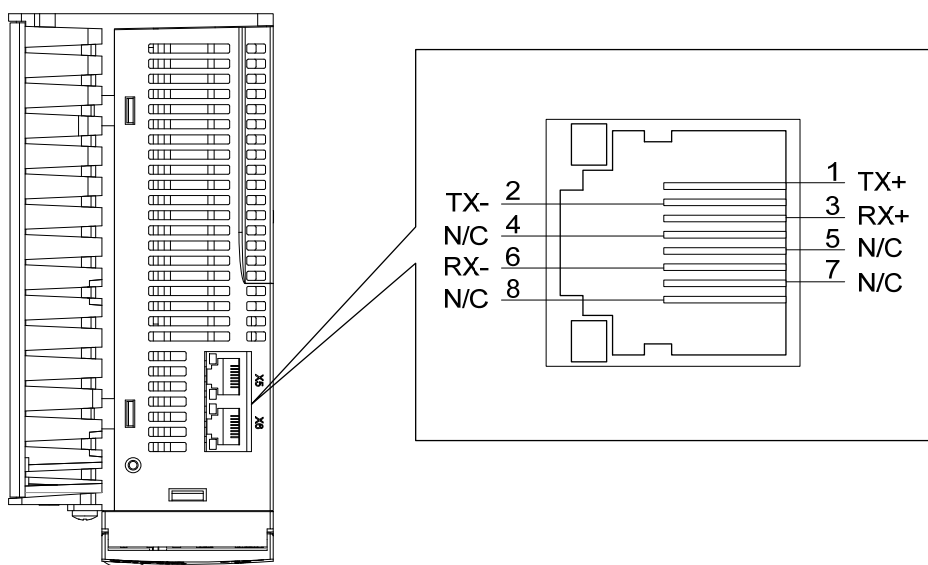 X5
X6
1 TX+
TX- 2
3 RX+
N/C 4
5 N/C
RX- 6
7 N/C
N/C 8